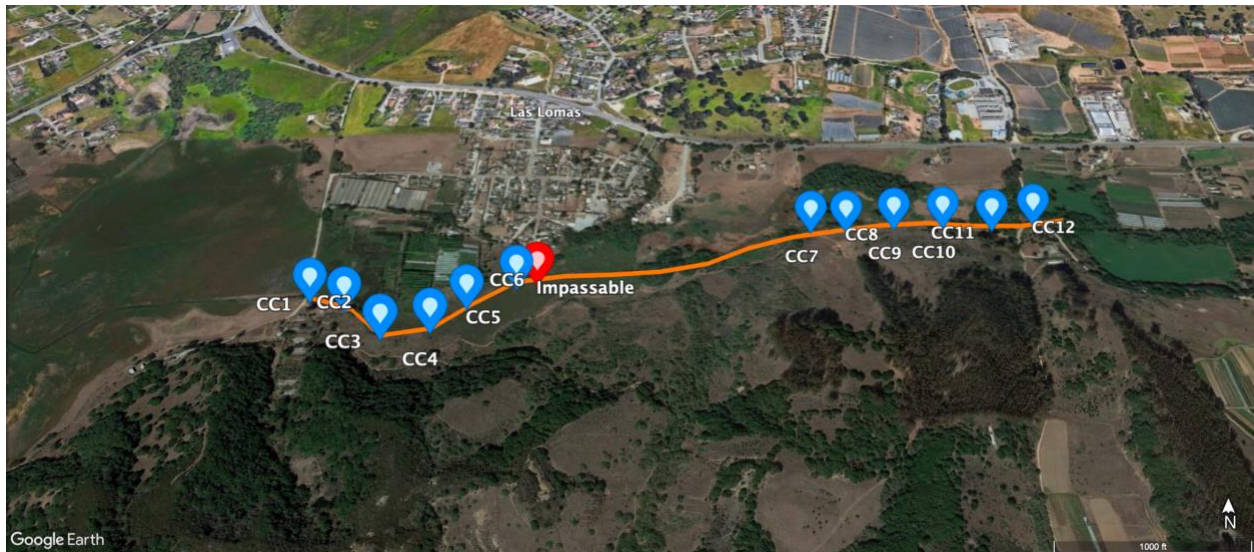 Las Lomas
CC1
CC2
CC3
CC4
CC5
CC6
Impassable
CC7
CC8
CC9
CC10
CC11
CC12
Google Earth
1000 ft
N